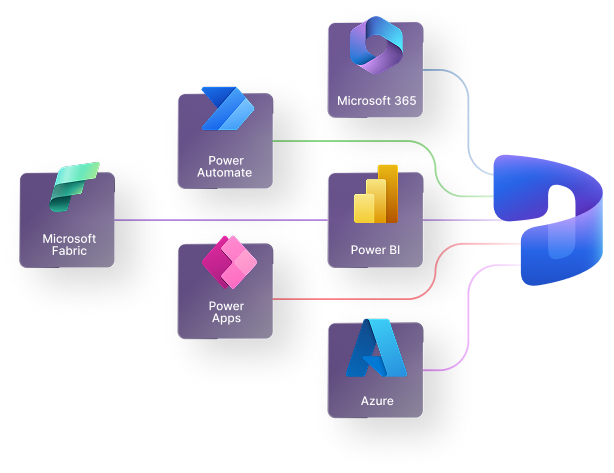 Microsoft 365
Power
Automate
Microsoft
Fabric
Power BI
Power
Apps
Azure